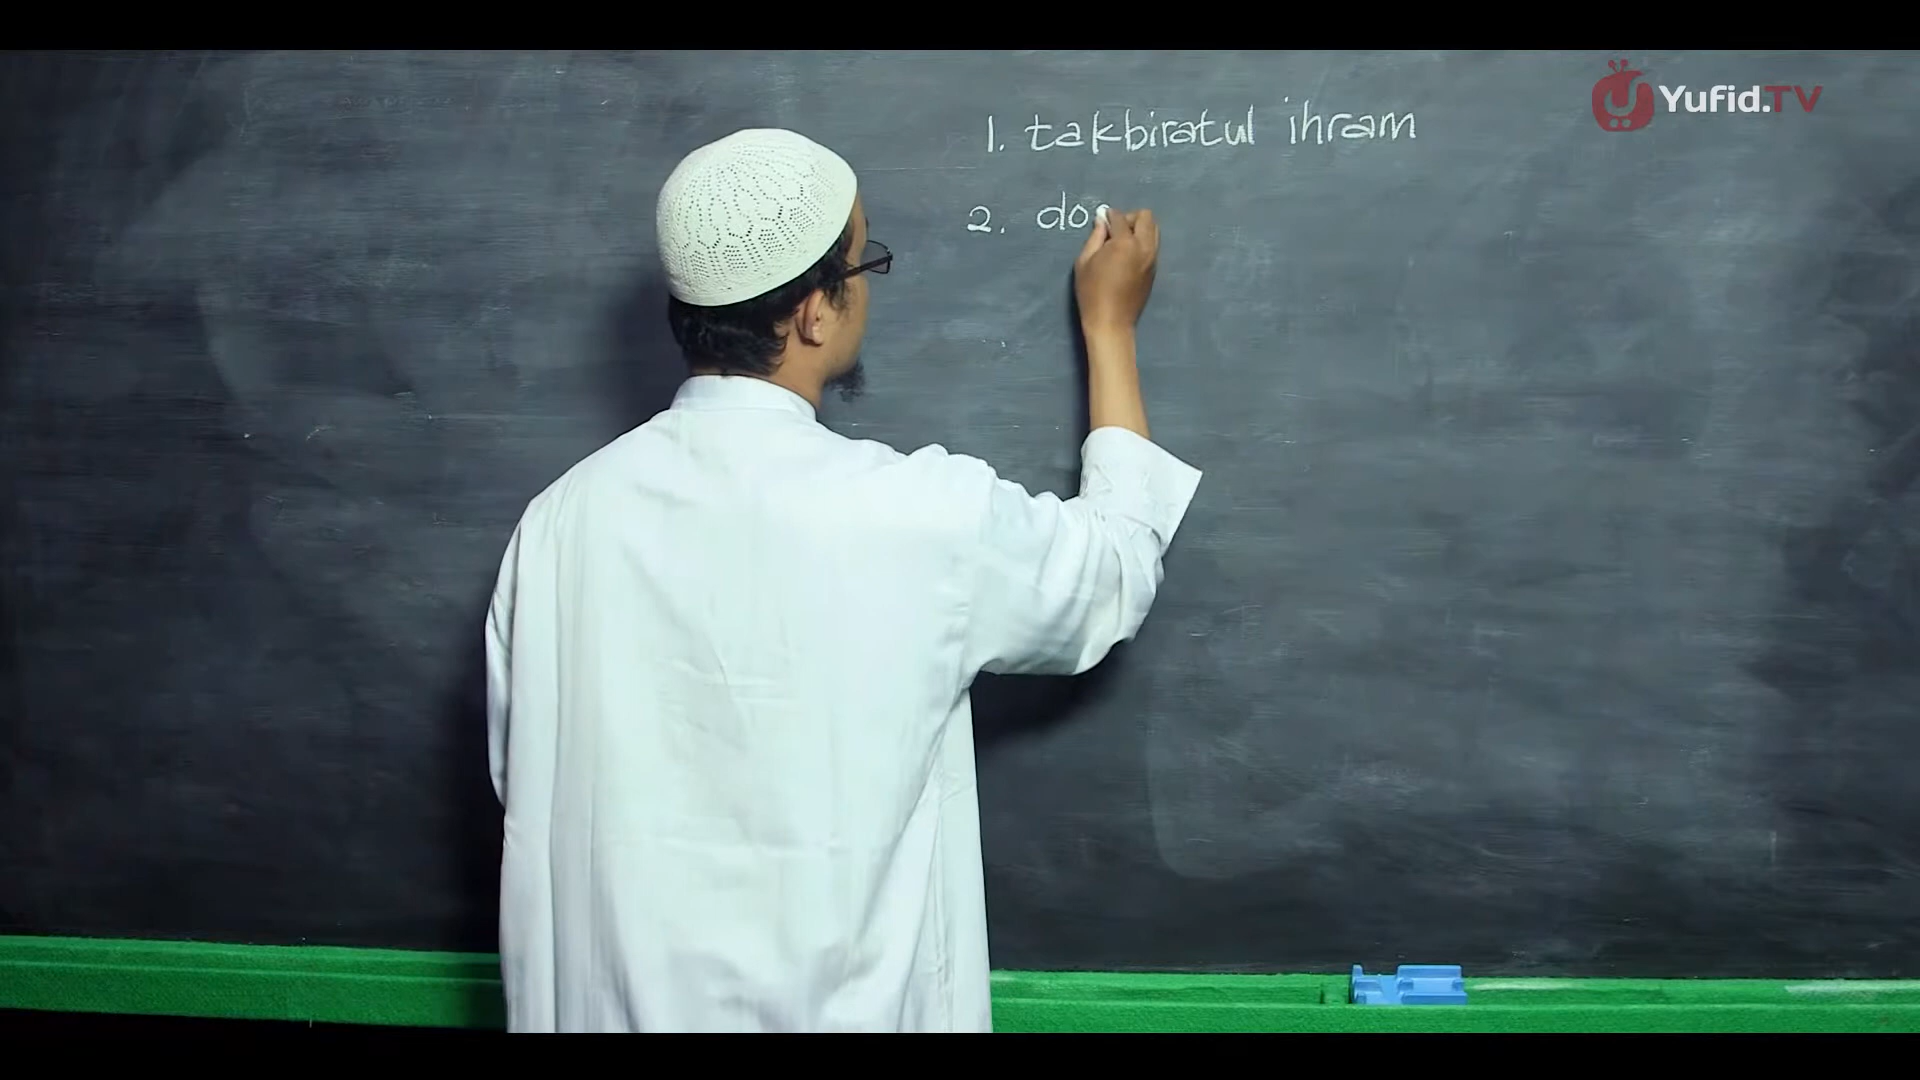 Yufid.TV
1. takbiratul ihram
2. do